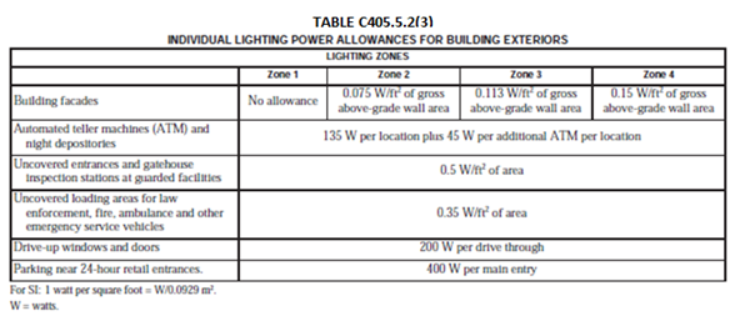 TABLE C405.5.2(3)
INDIVIDUAL LIGHTING POWER ALLOWANCES FOR BUILDING EXTERIORS
LIGHTING ZONES
Zone 1 Zone 2 Zone 3 Zone 4
Building facades No allowance 0.075 W/ft² of gross above-grade wall area 0.113 W/ft² of gross above-grade wall area 0.15 W/ft² of gross above-grade wall area
Automated teller machines (ATM) and
night depositories
135 W per location plus 45 W per additional ATM per location
Uncovered entrances and gatehouse
inspection stations at guarded facilities
0.5 W/ft² of area
Uncovered loading areas for law
enforcement, fire, ambulance and other
emergency service vehicles
0.35 W/ft² of area
Drive-up windows and doors 200 W per drive through
Parking near 24-hour retail entrances. 400 W per main entry
For SI: 1 watt per square foot = W/0.0929 m².
W = watts.